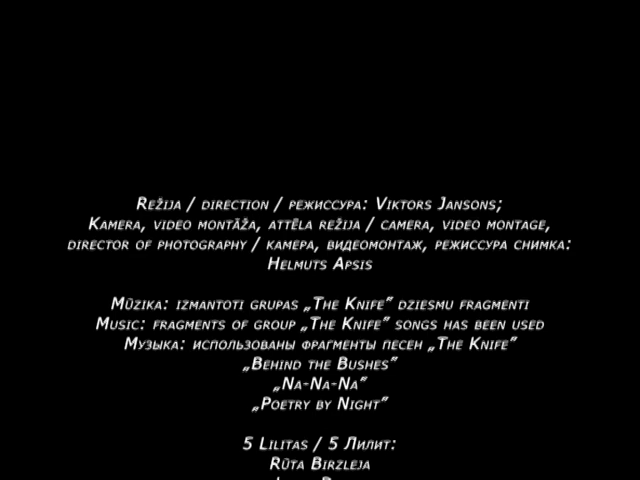 Režija / direction / режиссура: Viktors Jansons;
Kamera, video montāža, attēla režija / camera, video montage,
director of photography / камера, видеомонтаж, режиссура снимка:
Helmuts Apsis
Mūzika: izmantoti grupas „The Knife” dziesmu fragmenti
Music: fragments of group „The Knife” songs has been used
Музыка: использованы фрагменты песен „The Knife”
„Behind the Bushes”
„Na-Na-Na”
„Poetry by Night”
5 Lilitas / 5 Лилит:
Rūta Birzleja